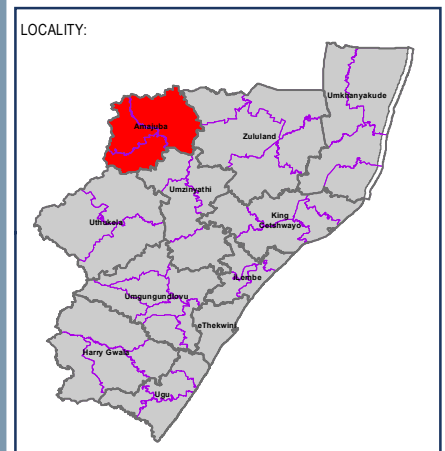 LOCALITY:
Umkhanyakude
Amajuba
Zululand
Umzinyathi
King
Cetshwayo
Uthukela
iLembe
Umgungundlovu
eThekwini
Harry Gwala
Ugu